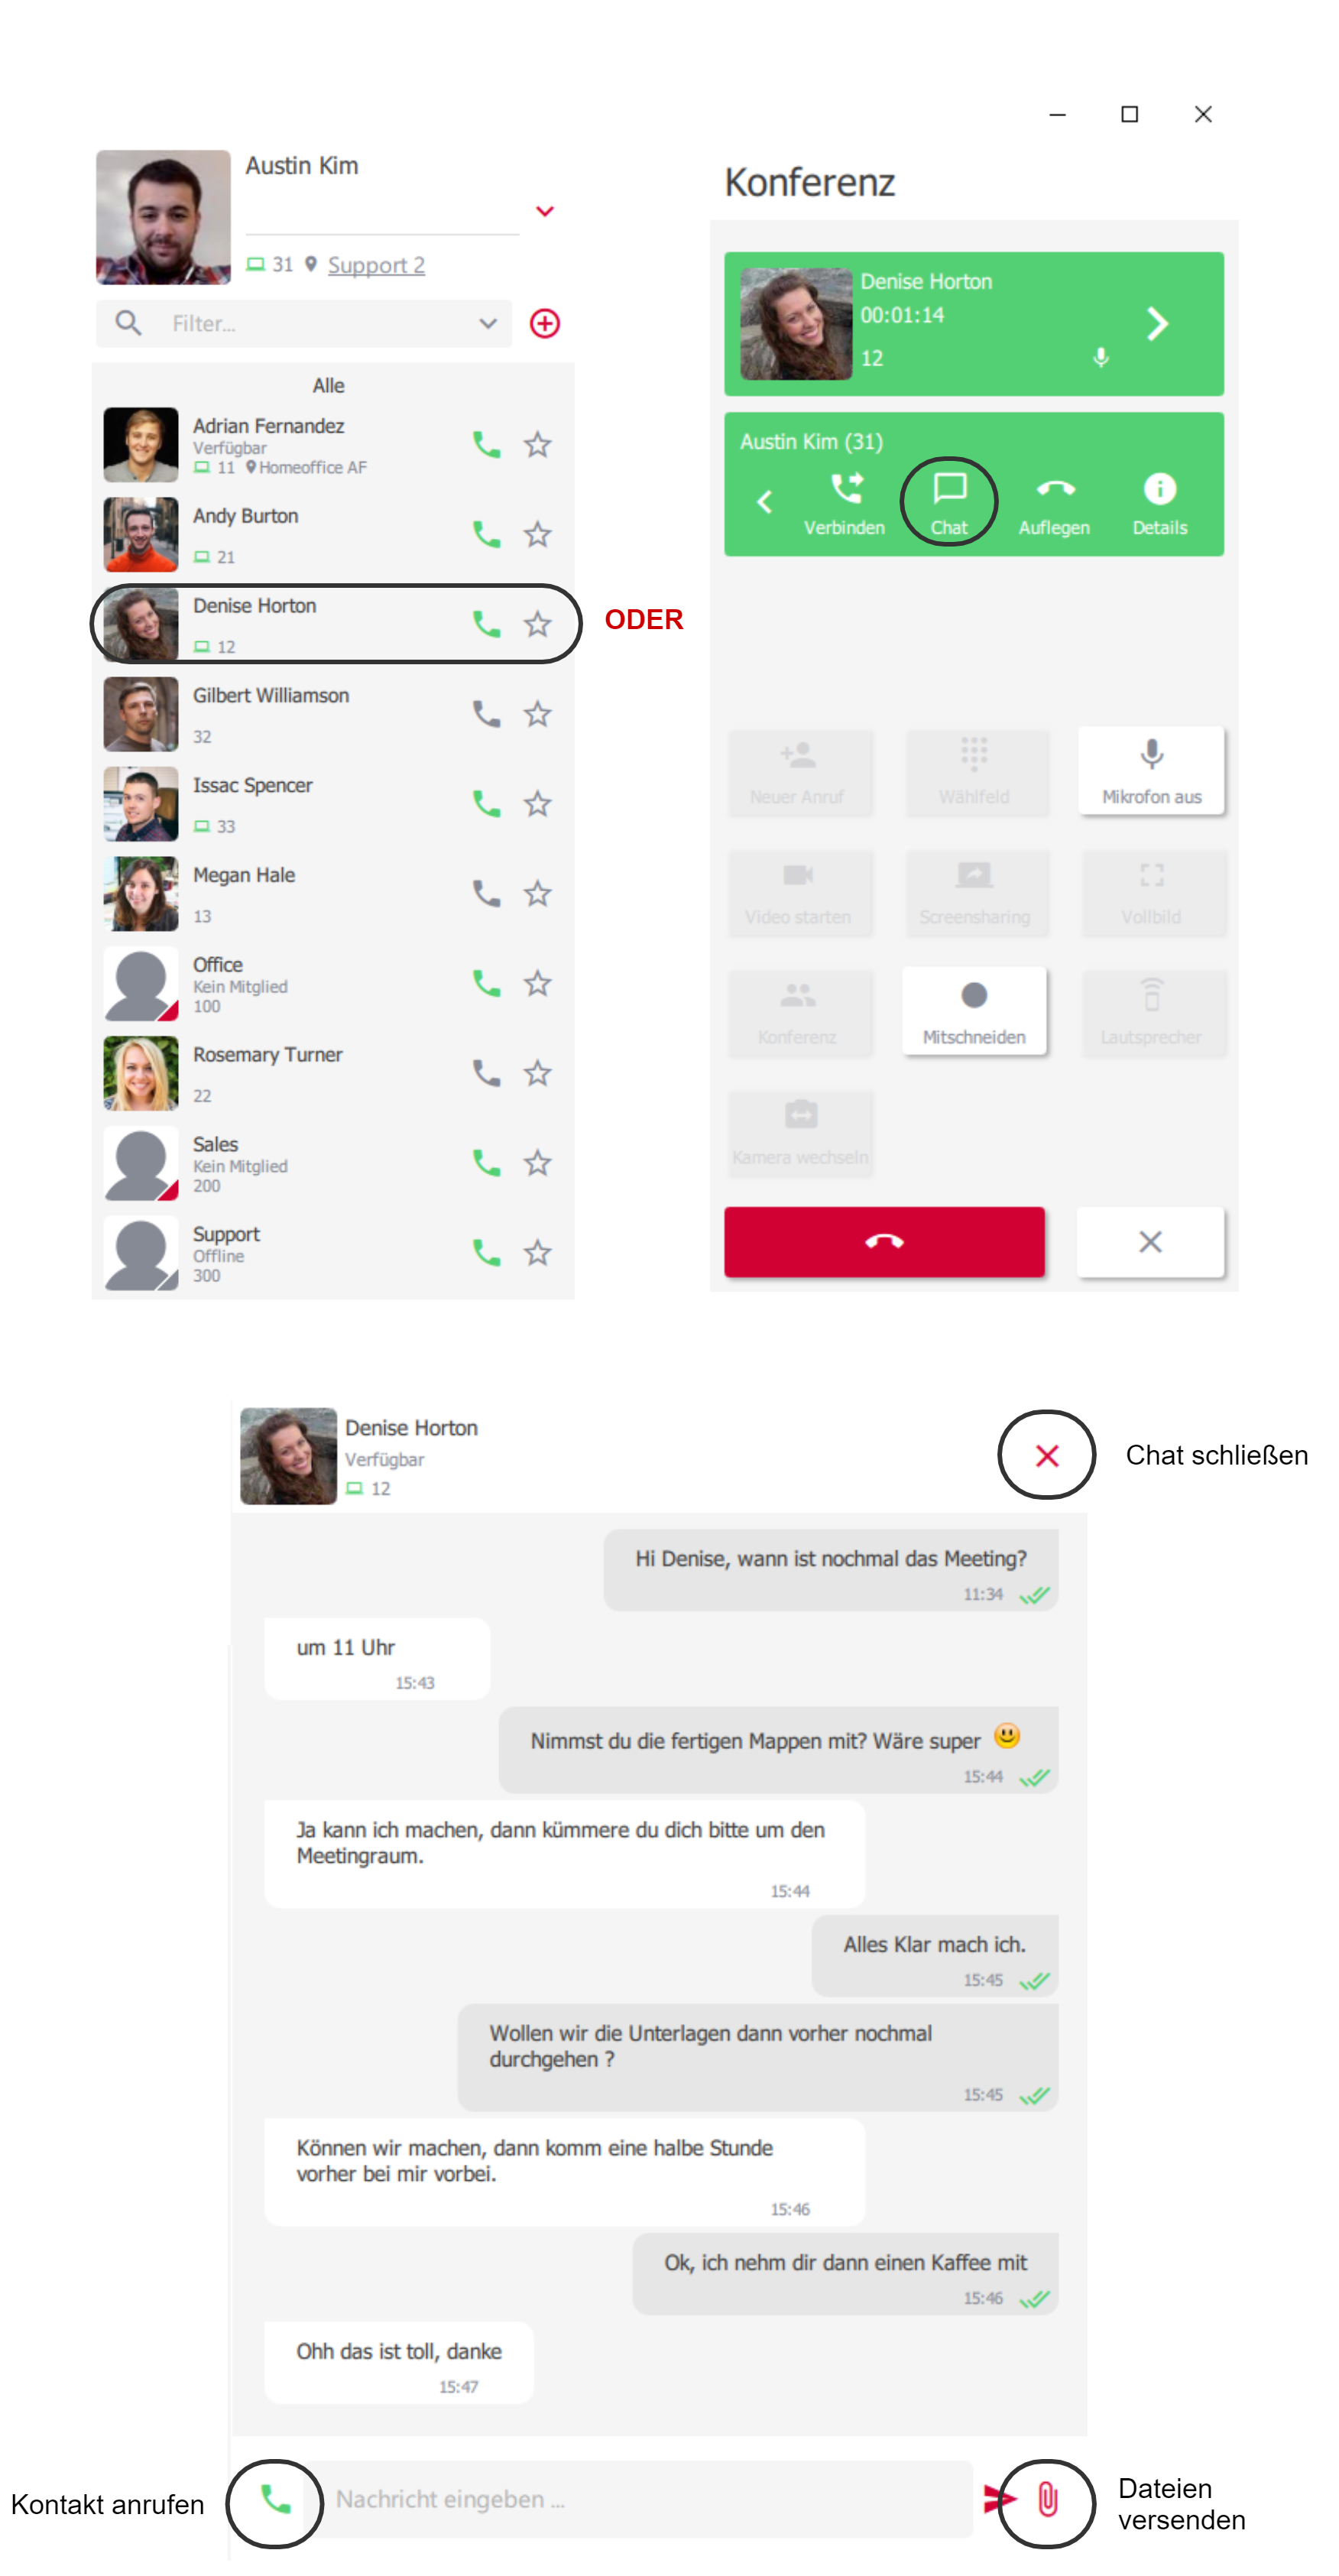 Austin Kim
31 Support 2
Filter...
Alle
Adrian Fernandez
Verfügbar
11 Homeoffice AF
Andy Burton
21
Denise Horton
12
Gilbert Williamson
32
Issac Spencer
33
Megan Hale
13
Office
Kein Mitglied
100
Rosemary Turner
22
Sales
Kein Mitglied
200
Support
Offline
300
ODER
Konferenz
Denise Horton
00:01:14
12
Austin Kim (31)
Verbinden Chat Auflegen Details
Neuer Anruf Wählfeld Mikrofon aus
Video starten Screensharing Vollbild
Konferenz Mitschneiden Lautsprecher
Kamera wechseln
Denise Horton
Verfügbar
12
Chat schließen
Hi Denise, wann ist nochmal das Meeting?
11:34
um 11 Uhr
15:43
Nimmst du die fertigen Mappen mit? Wäre super
15:44
Ja kann ich machen, dann kümmere du dich bitte um den
Meetingraum.
15:44
Alles Klar mach ich.
15:45
Wollen wir die Unterlagen dann vorher nochmal
durchgehen ?
15:45
Können wir machen, dann komm eine halbe Stunde
vorher bei mir vorbei.
15:46
Ok, ich nehm dir dann einen Kaffee mit
15:46
Ohh das ist toll, danke
15:47
Kontakt anrufen
Nachricht eingeben ...
Dateien
versenden